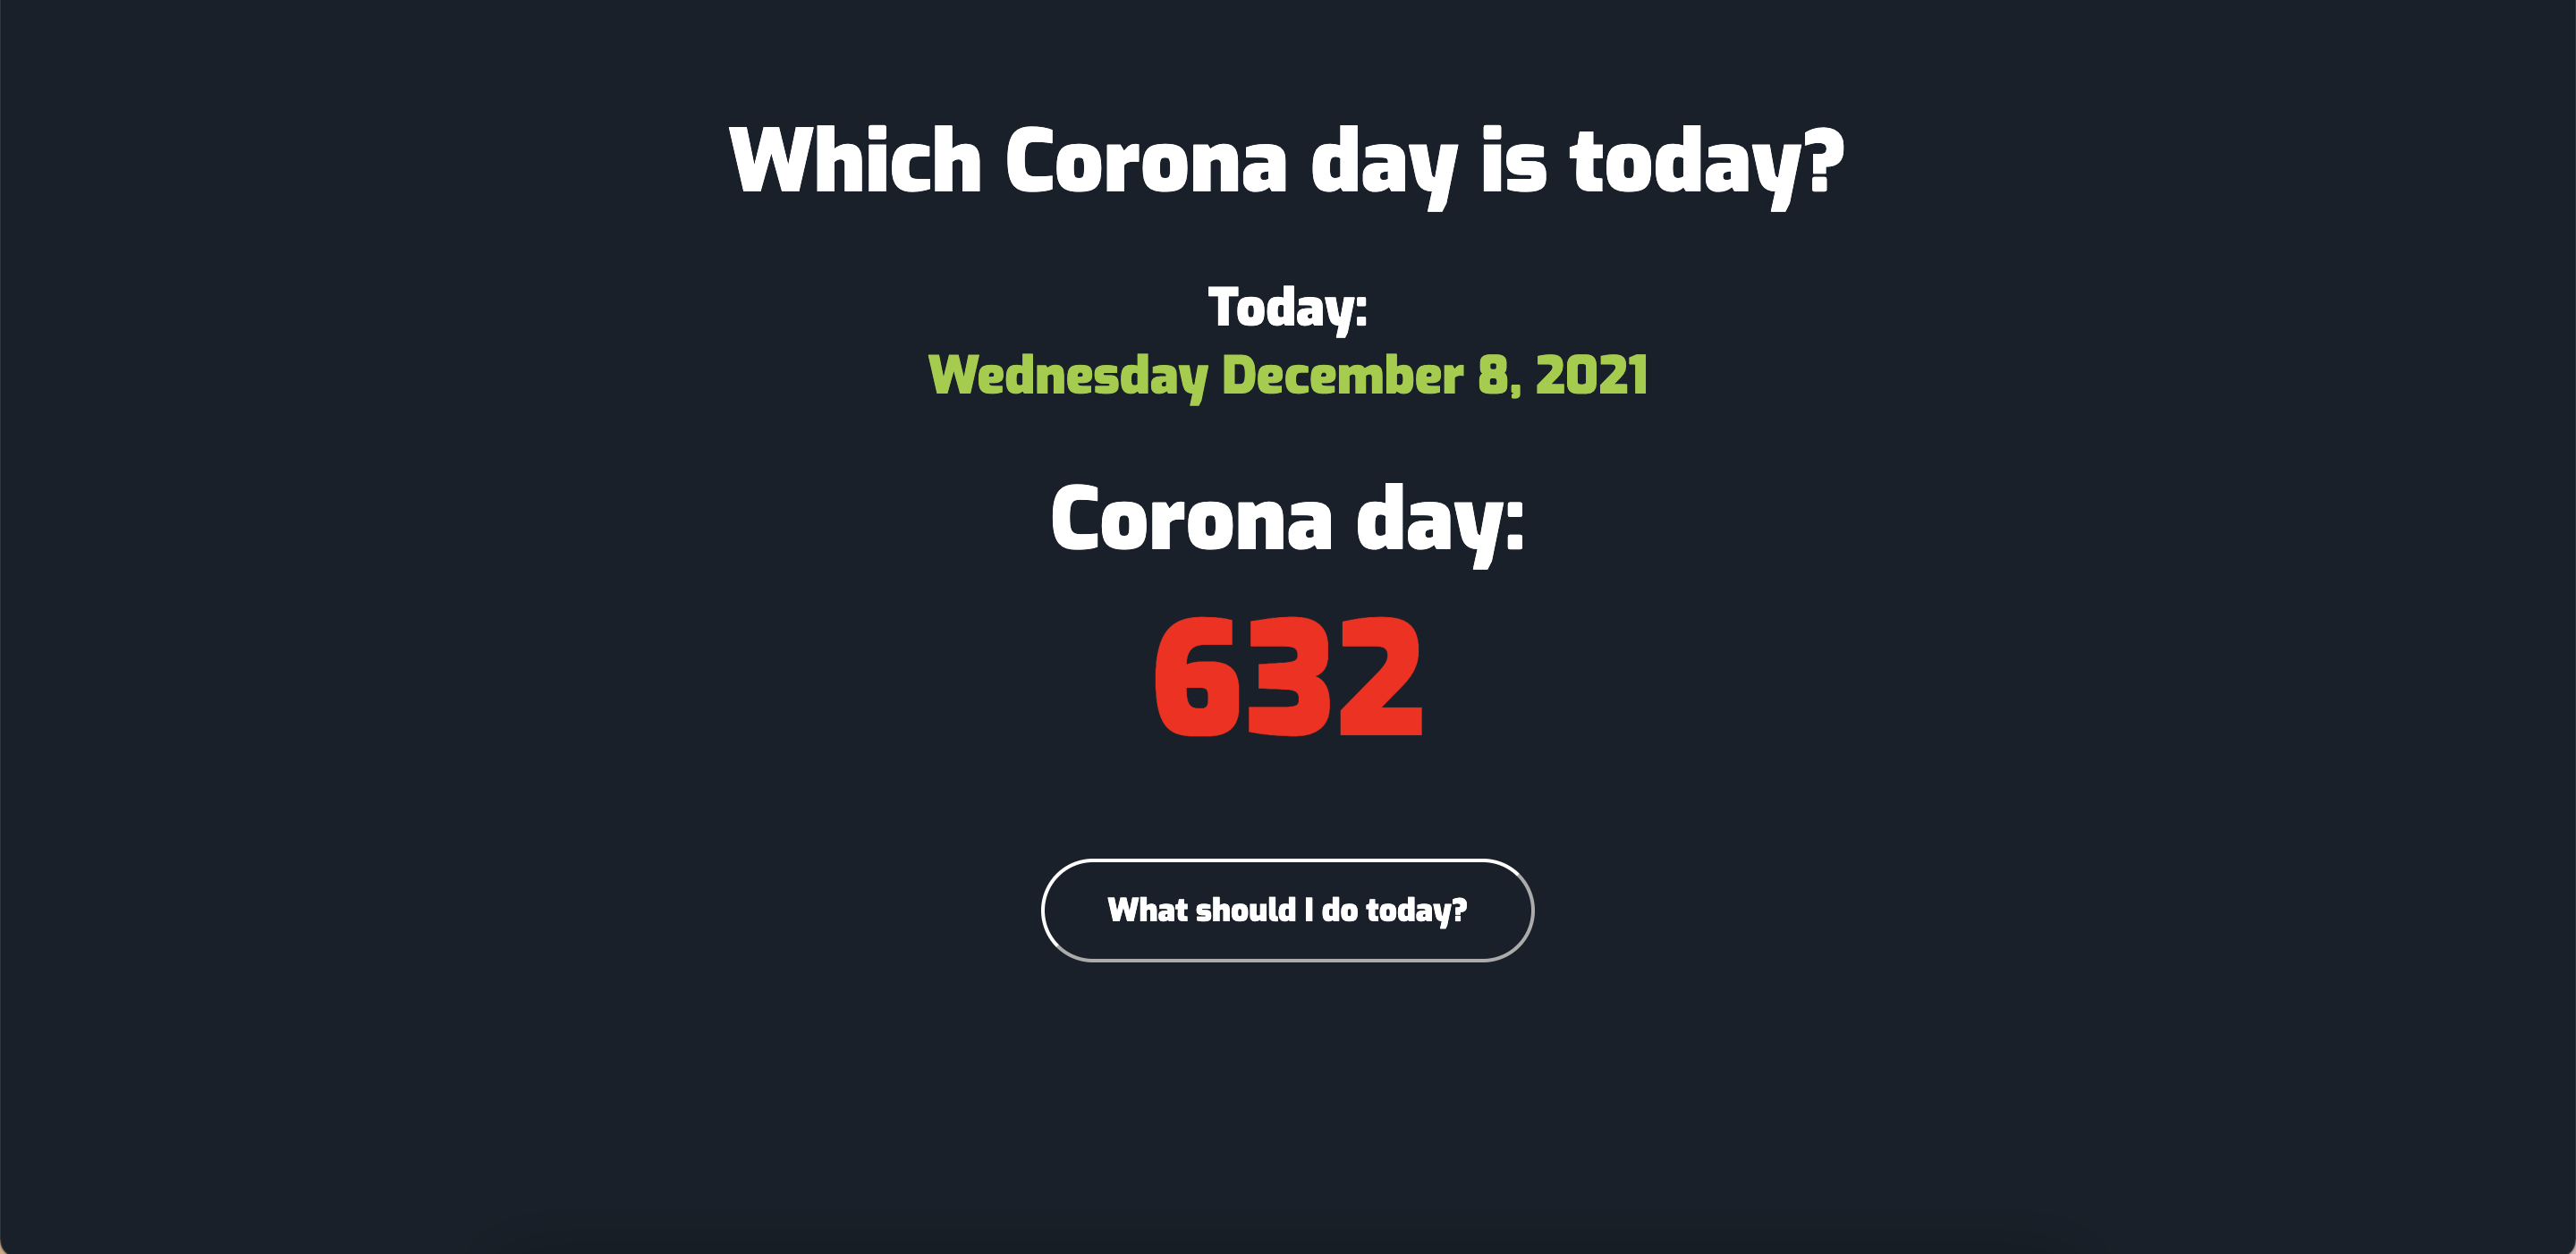 Which Corona day is today?
Today:
Wednesday December 8, 2021
Corona day:
632
What should I do today?